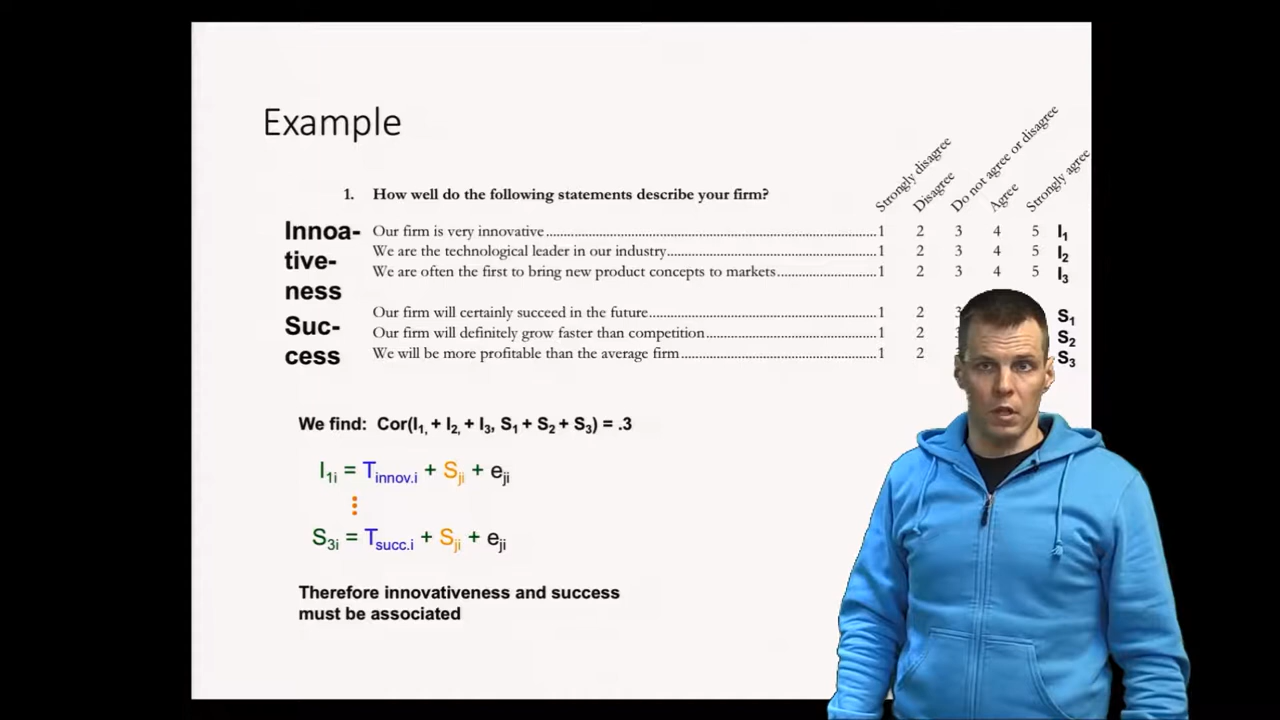 Example
Strongly disagree
Disagree
Do not agree or disagree
Agree
Strongly agree
1. How well do the following statements describe your firm?
Innoa-
tive-
ness
Our firm is very innovative 1 2 3 4 5 I1
We are the technological leader in our industry 1 2 3 4 5 I2
We are often the first to bring new product concepts to markets 1 2 3 4 5 I3
Suc-
cess
Our firm will certainly succeed in the future 1 2 S1
Our firm will definitely grow faster than competition 1 2 S2
We will be more profitable than the average firm 1 2 S3
We find: Cor(I1, + I2, + I3, S1 + S2 + S3) = .3
I1i = Tinnov.i + Sji + eji
⋮
S3i = Tsucc.i + Sji + eji
Therefore innovativeness and success
must be associated